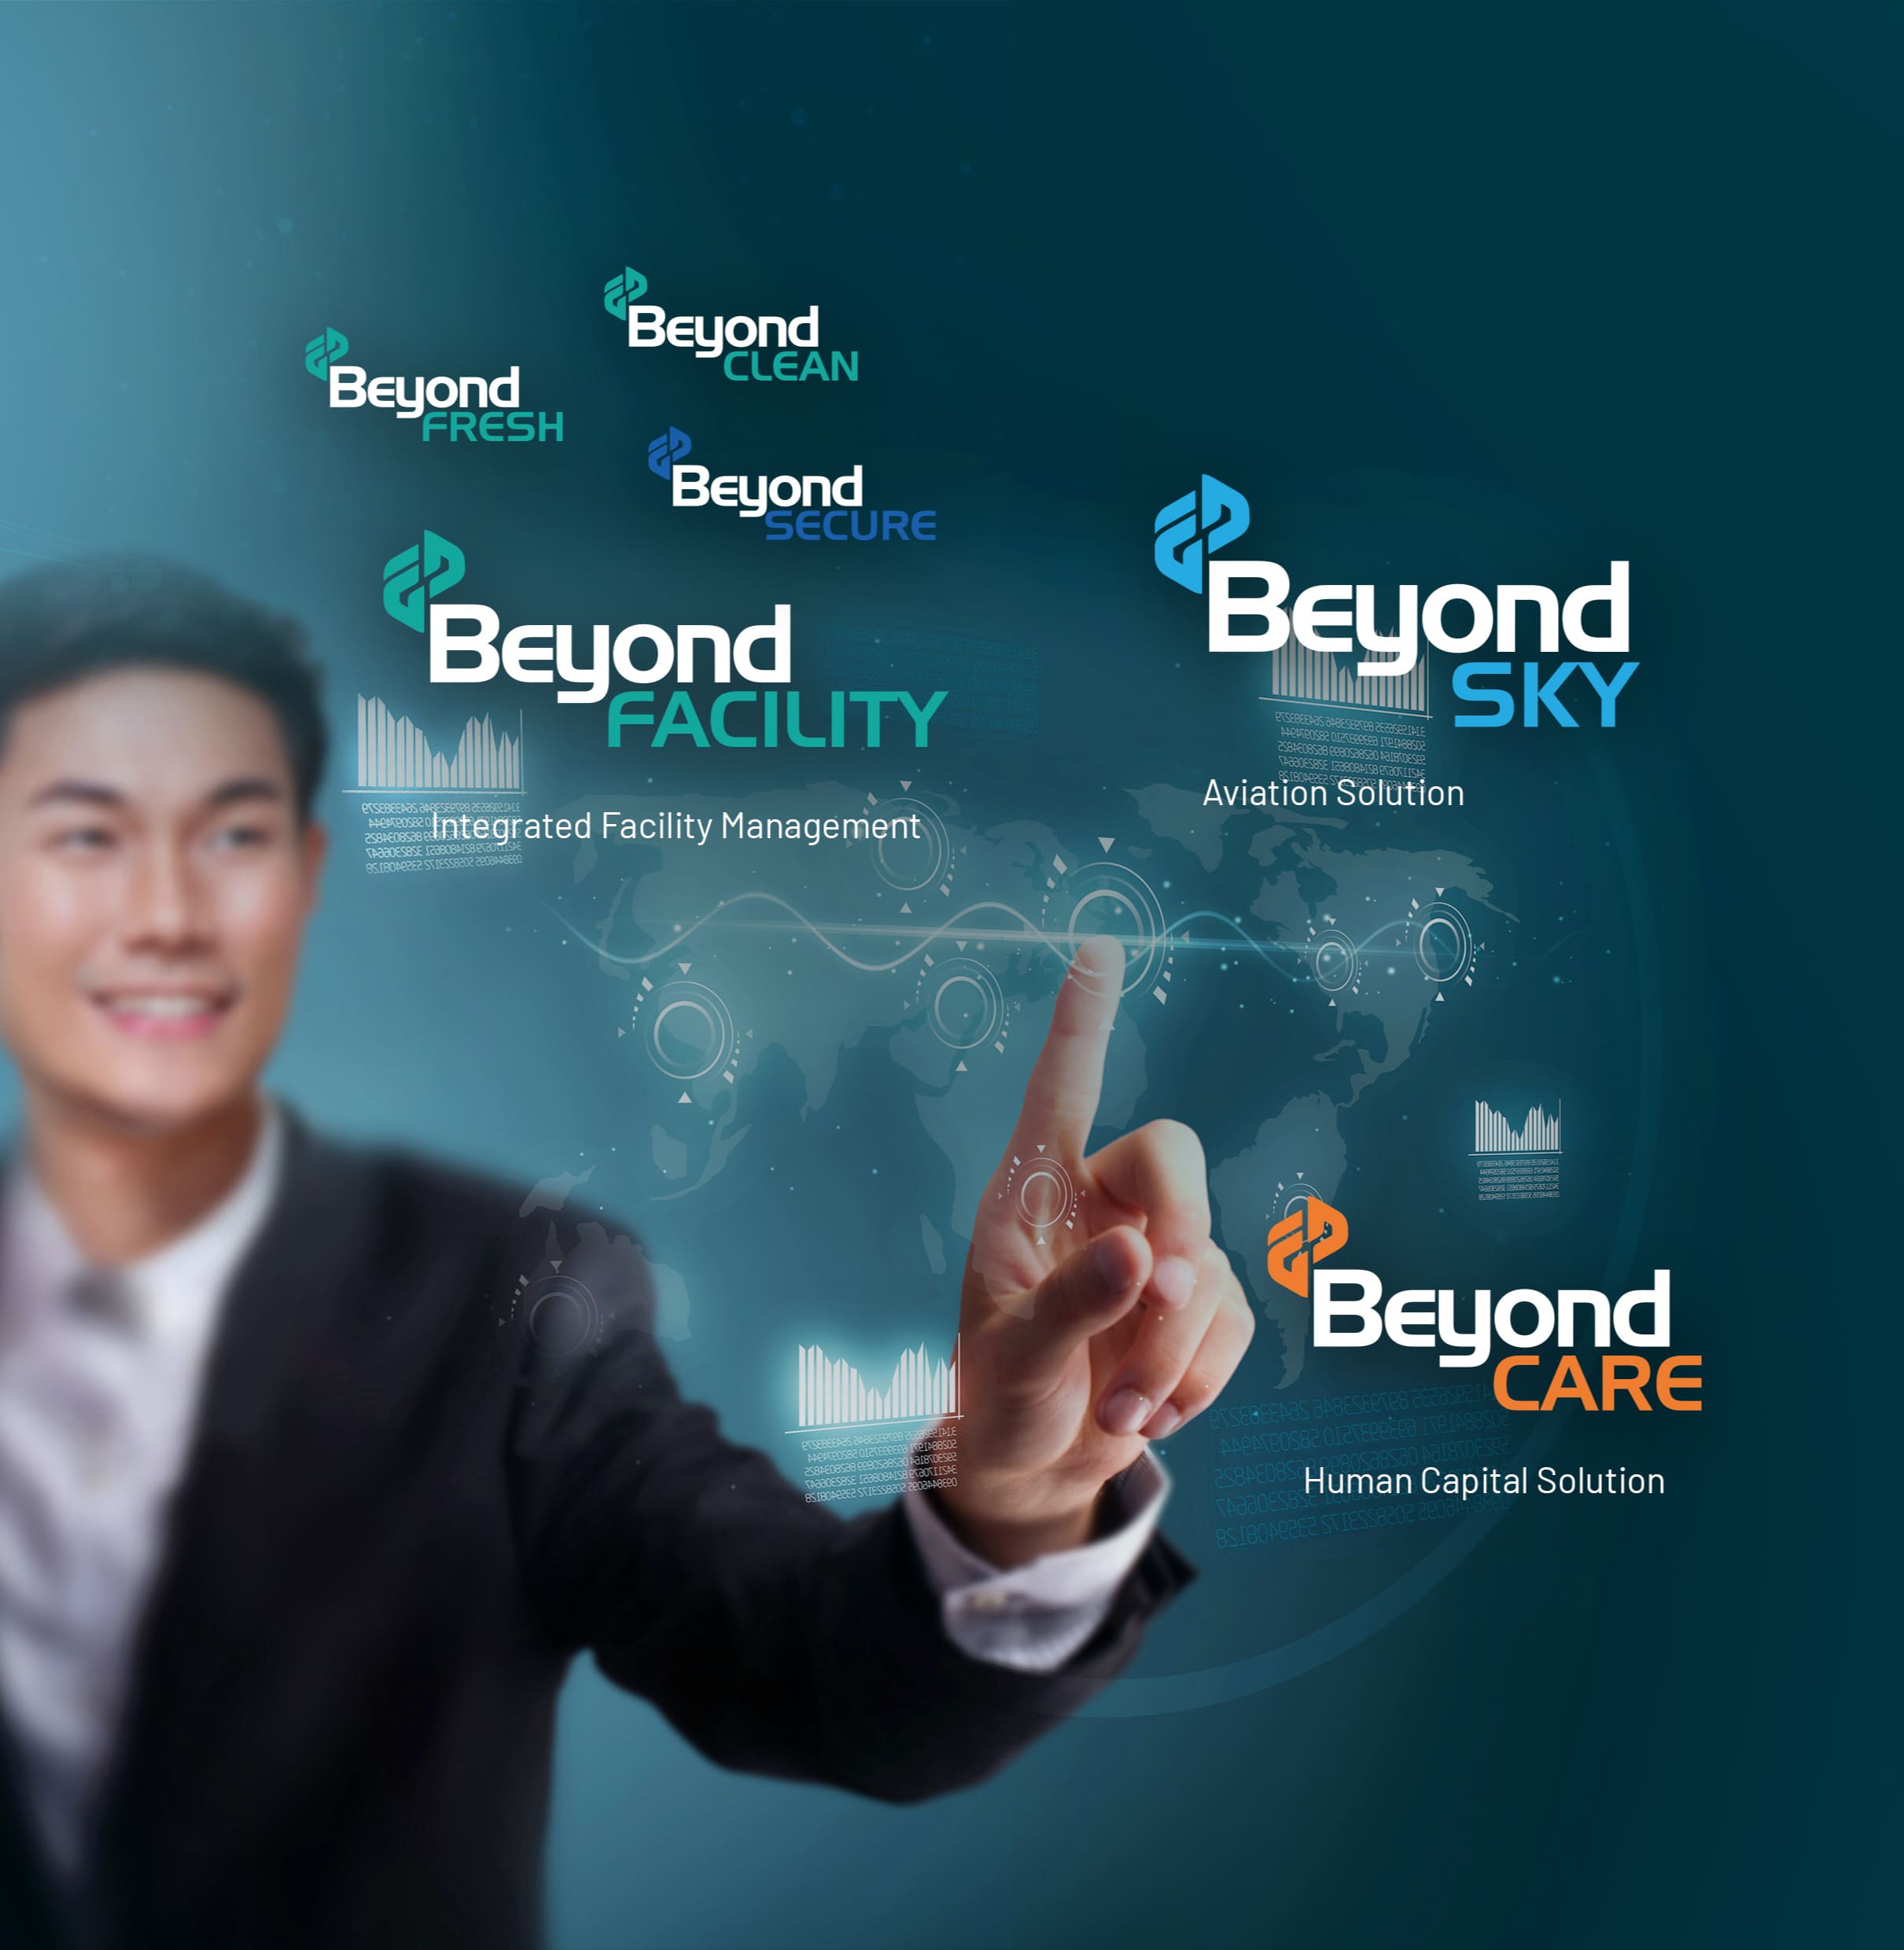 Beyond
CLEAN
Beyond
FRESH
Beyond
SECURE
Beyond
FACILITY
Integrated Facility Management
Beyond
SKY
Aviation Solution
Beyond
CARE
Human Capital Solution